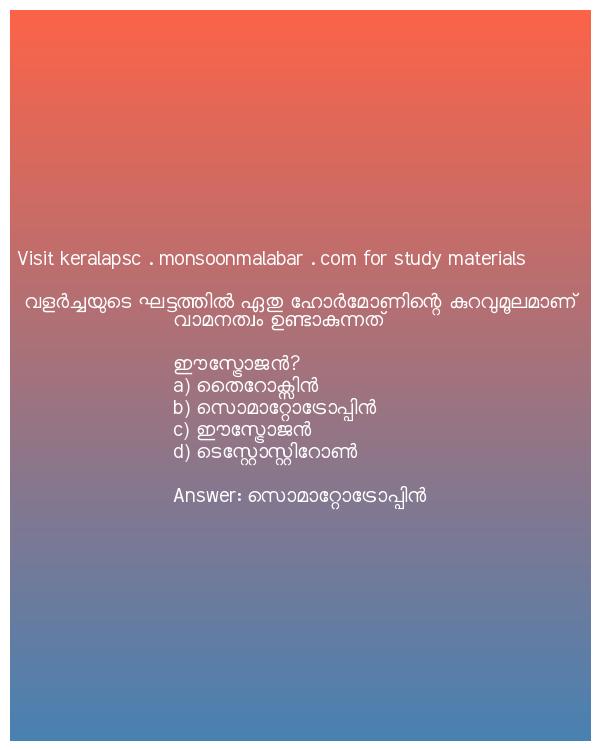 Visit keralapsc . monsoonmalabar . com for study materials
വളർച്ചയുടെ ഘട്ടത്തിൽ ഏതു ഹോർമോണിന്റെ കുറവുമൂലമാണ്
വാമനത്വം ഉണ്ടാകുന്നത്
ഈസ്ട്രോജൻ?
a) തൈറോക്സിൻ
b) സൊമാറ്റോട്രോപ്പിൻ
c) ഈസ്ട്രോജൻ
d) ടെസ്റ്റോസ്റ്റിറോൺ
Answer: സൊമാറ്റോട്രോപ്പിൻ